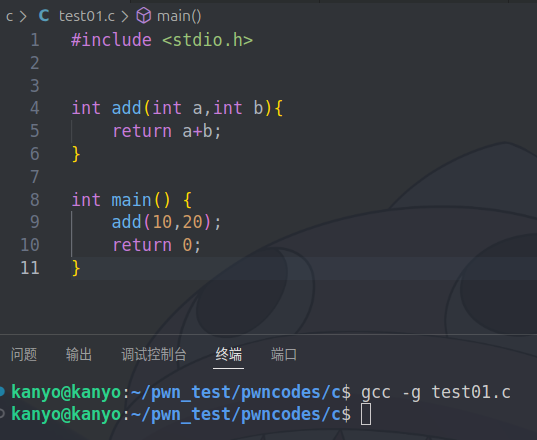 c > C test01.c > main()
1 #include <stdio.h>
2
3
4 int add(int a,int b){
5     return a+b;
6 }
7
8 int main() {
9     add(10,20);
10     return 0;
11 }
问题 输出 调试控制台 终端 端口
kanyo@kanyo:~/pwn_test/pwncodes/c$ gcc -g test01.c
kanyo@kanyo:~/pwn_test/pwncodes/c$